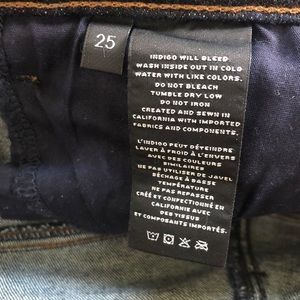 25
INDIGO WILL BLEED
WASH INSIDE OUT IN COLD
WATER WITH LIKE COLORS.
DO NOT BLEACH
TUMBLE DRY LOW
DO NOT IRON
CREATED AND SEWN IN
CALIFORNIA WITH IMPORTED
FABRICS AND COMPONENTS.
L'INDIGO PEUT DÉTEINDRE
LAVER À FROID À L'ENVERS
AVEC DES COULEURS
SIMILAIRES
NE PAS UTILISER DE JAVEL
SÉCHAGE À BASSE
TEMPÉRATURE
NE PAS REPASSER
CRÉÉ ET CONFECTIONNÉ EN
CALIFORNIE AVEC
DES TISSUS
ET COMPOSANTS IMPORTÉS.